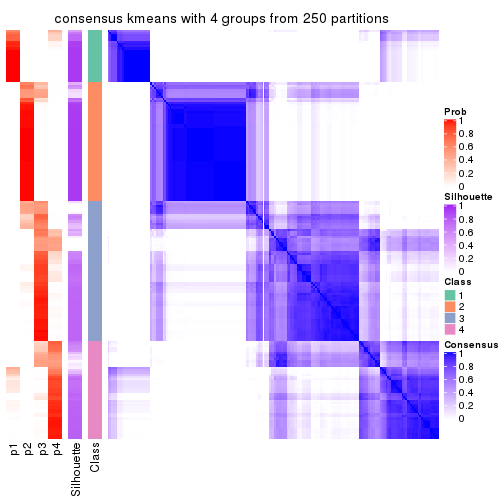 consensus kmeans with 4 groups from 250 partitions
Prob
1
0.8
0.6
0.4
0.2
0
Silhouette
1
0.8
0.6
0.4
0.2
0
Class
1
2
3
4
Consensus
1
0.8
0.6
0.4
0.2
0
p1
p2
p3
p4
Silhouette
Class